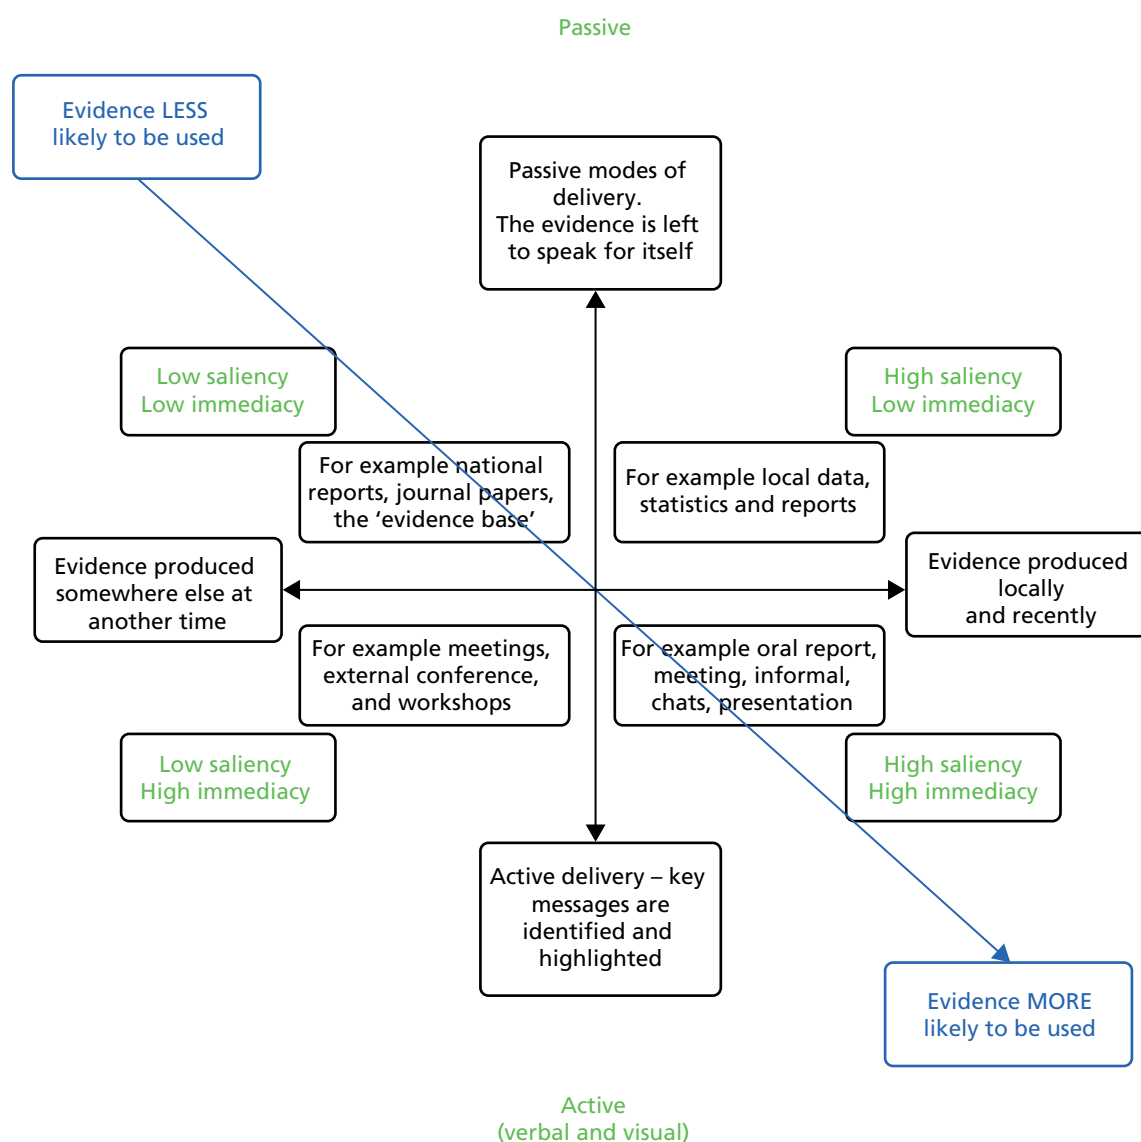 Passive
Evidence LESS
likely to be used
Passive modes of
delivery.
The evidence is left
to speak for itself
Low saliency
Low immediacy
High saliency
Low immediacy
For example national
reports, journal papers,
the ‘evidence base’
For example local data,
statistics and reports
Evidence produced
somewhere else at
another time
Evidence produced
locally
and recently
For example meetings,
external conference,
and workshops
For example oral report,
meeting, informal,
chats, presentation
Low saliency
High immediacy
High saliency
High immediacy
Active delivery – key
messages are
identified and
highlighted
Evidence MORE
likely to be used
Active
(verbal and visual)